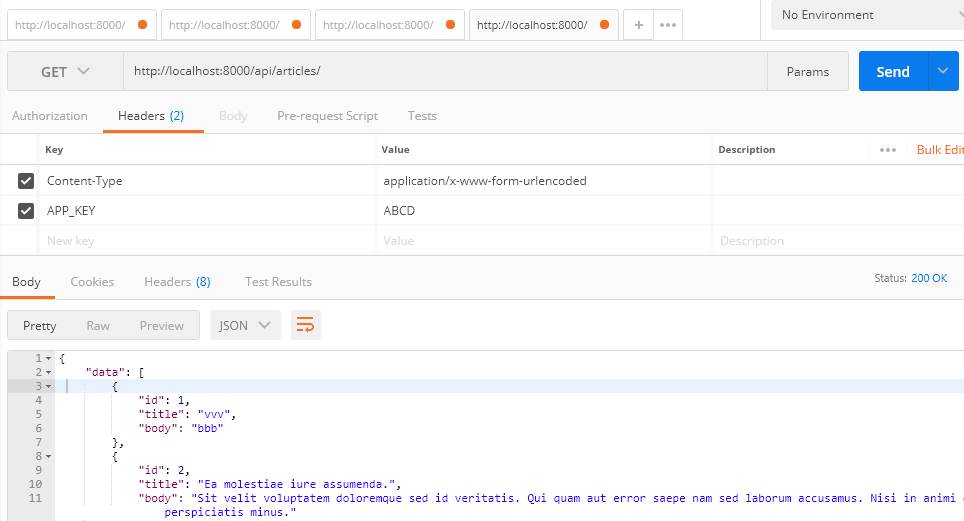 http://localhost:8000/ http://localhost:8000/ http://localhost:8000/ http://localhost:8000/ + ••• No Environment
GET http://localhost:8000/api/articles/ Params Send
Authorization Headers (2) Body Pre-request Script Tests
Key Value Description ••• Bulk Edit
Content-Type application/x-www-form-urlencoded
APP_KEY ABCD
New key Value Description
Body Cookies Headers (8) Test Results Status: 200 OK
Pretty Raw Preview JSON
1 {
2 "data": [
3 {
4 "id": 1,
5 "title": "vvv",
6 "body": "bbb"
7 },
8 {
9 "id": 2,
10 "title": "Ea molestiae iure assumenda.",
11 "body": "Sit velit voluptatem doloremque sed id veritatis. Qui quam aut error saepe nam sed laborum accusamus. Nisi in animi
perspiciatis minus."